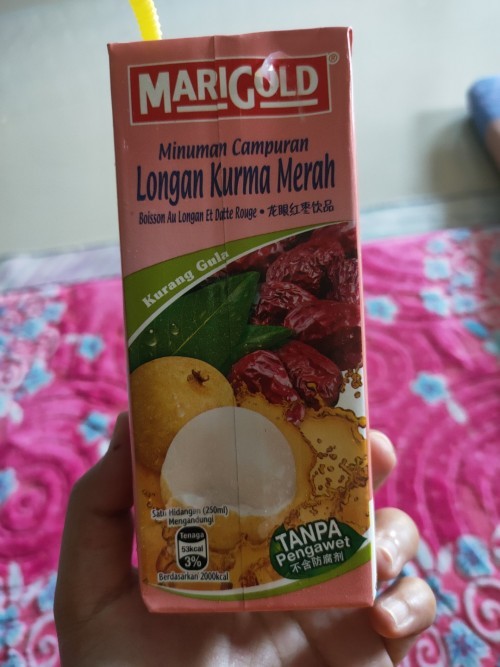 MARIGOLD®
Minuman Campuran
Longan Kurma Merah
Boisson Au Longan Et Datte Rouge • 龙眼红枣饮品
Kurang Gula
Satu Hidangan (250ml)
Mengandungi
Tenaga
53kcal
3%
Berdasarkan 2000kcal
TANPA
Pengawet
不含防腐剂